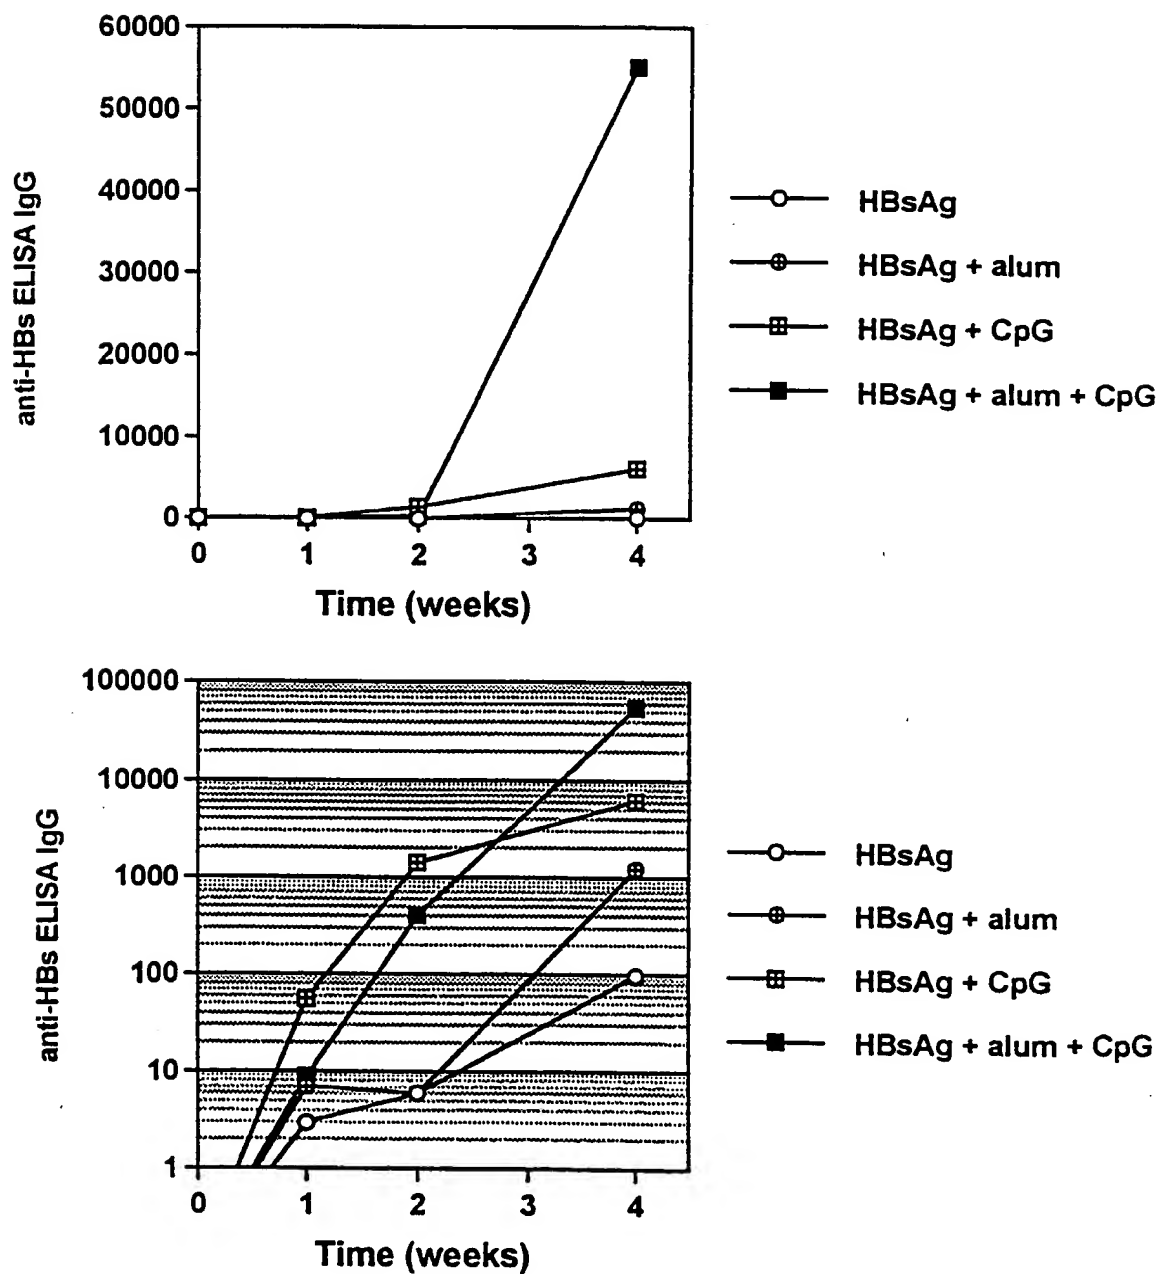 60000
50000
40000
30000
20000
10000
0
anti-HBs ELISA IgG
0 1 2 3 4
Time (weeks)
HBsAg
HBsAg + alum
HBsAg + CpG
HBsAg + alum + CpG
100000
10000
1000
100
10
1
anti-HBs ELISA IgG
0 1 2 3 4
Time (weeks)
HBsAg
HBsAg + alum
HBsAg + CpG
HBsAg + alum + CpG